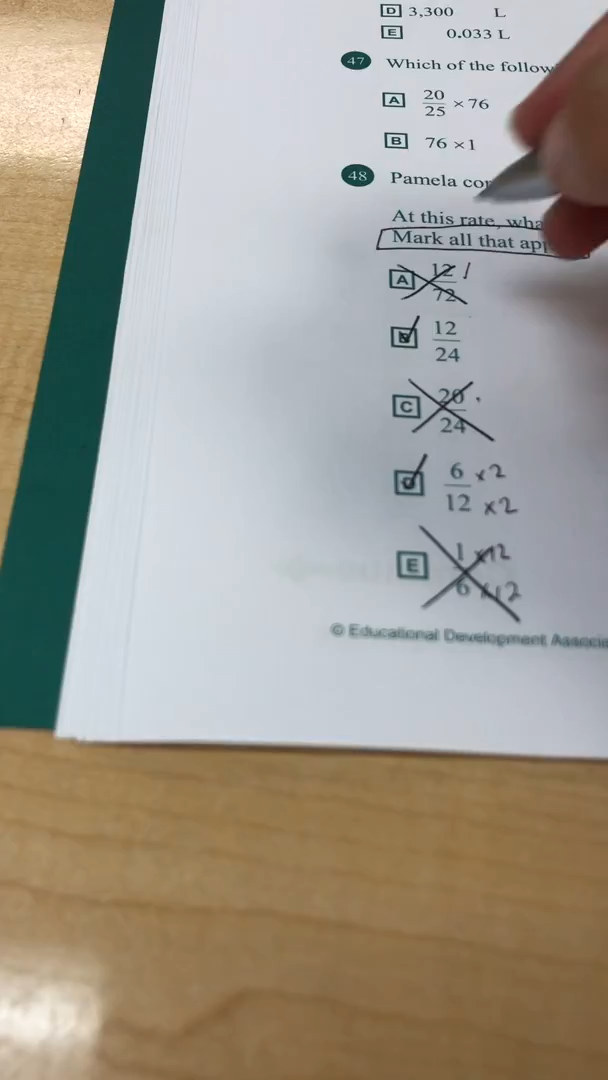 D 3,300 L
E 0.033 L
47 Which of the follow
A 20/25 × 76
B 76 × 1
48 Pamela co
At this rate, wha
Mark all that ap
A 12/72
B 12/24
C 20/24
D 6/12 ×2 ×2
E 1/6 ×12 ×12
© Educational Development Associa